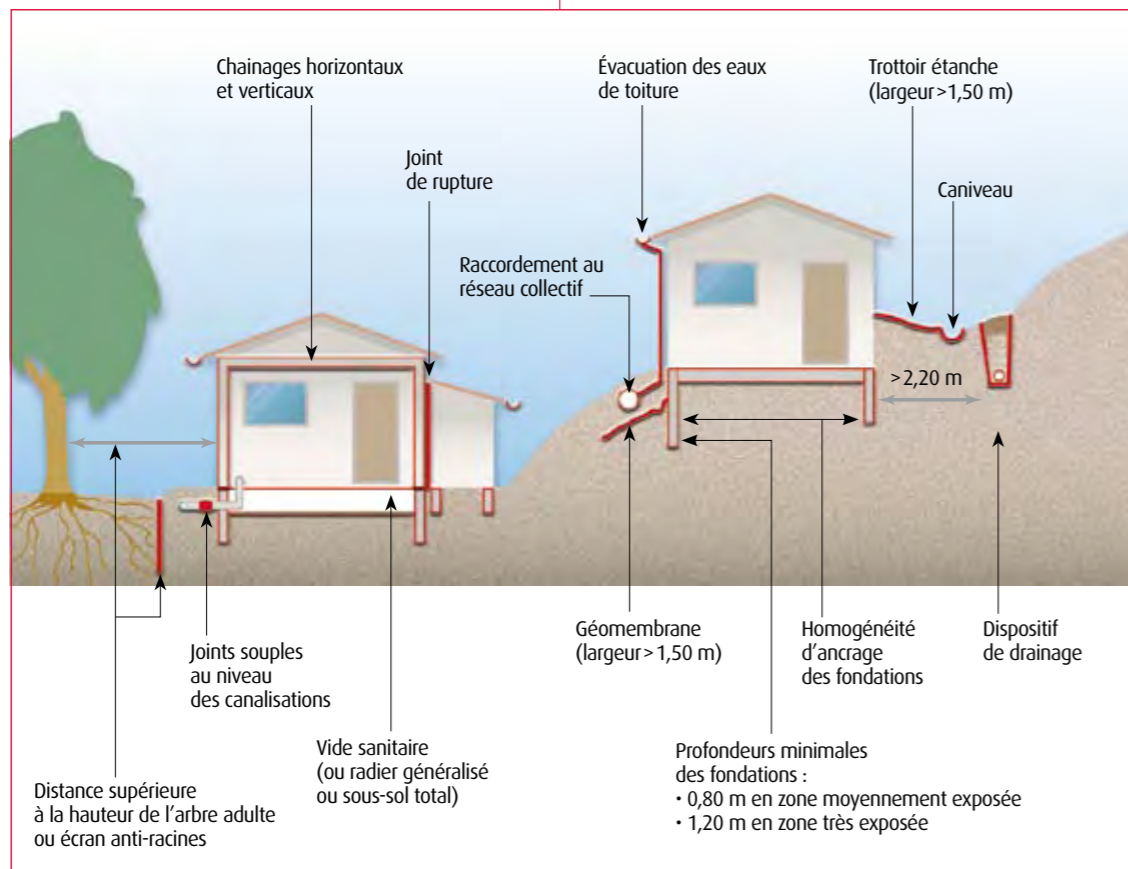 Chainages horizontaux
et verticaux
Évacuation des eaux
de toiture
Trottoir étanche
(largeur>1,50 m)
Joint
de rupture
Caniveau
Raccordement au
réseau collectif
>2,20 m
Joints souples
au niveau
des canalisations
Géomembrane
(largeur>1,50 m)
Homogénéité
d'ancrage
des fondations
Dispositif
de drainage
Vide sanitaire
(ou radier généralisé
ou sous-sol total)
Profondeurs minimales
des fondations :
• 0,80 m en zone moyennement exposée
• 1,20 m en zone très exposée
Distance supérieure
à la hauteur de l'arbre adulte
ou écran anti-racines